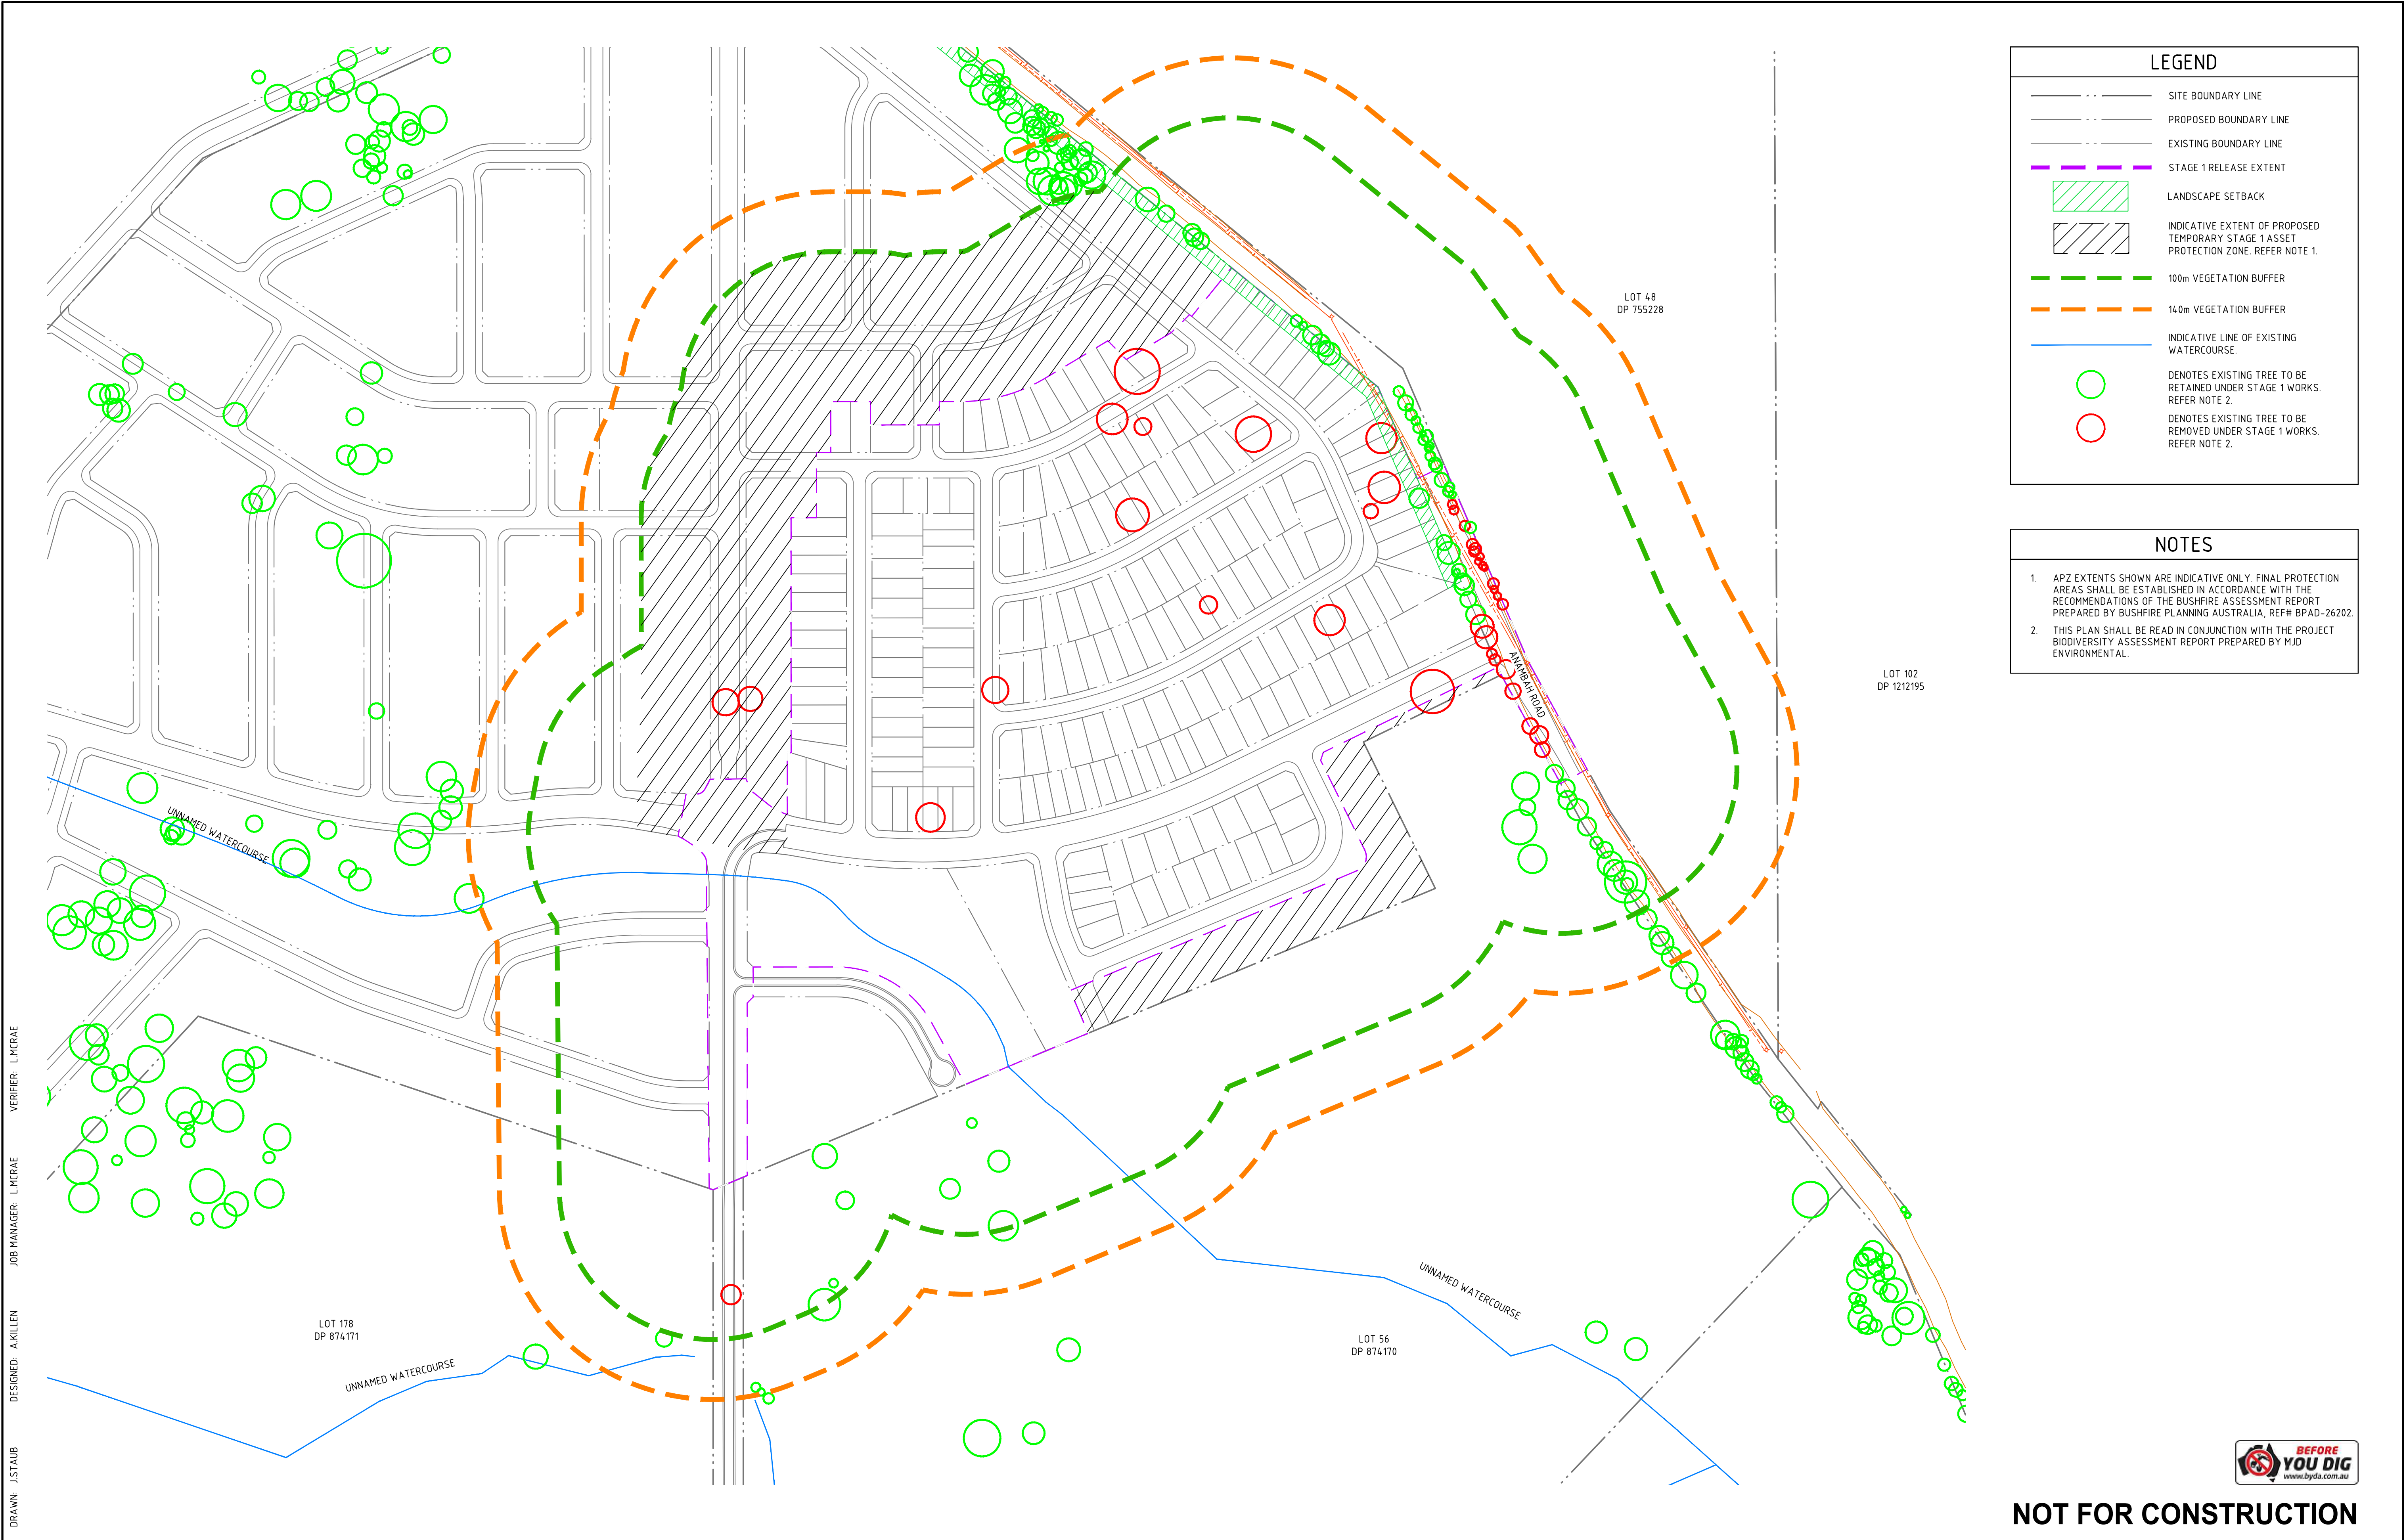 LEGEND
SITE BOUNDARY LINE
PROPOSED BOUNDARY LINE
EXISTING BOUNDARY LINE
STAGE 1 RELEASE EXTENT
LANDSCAPE SETBACK
INDICATIVE EXTENT OF PROPOSED
TEMPORARY STAGE 1 ASSET
PROTECTION ZONE. REFER NOTE 1.
100m VEGETATION BUFFER
140m VEGETATION BUFFER
INDICATIVE LINE OF EXISTING
WATERCOURSE.
DENOTES EXISTING TREE TO BE
RETAINED UNDER STAGE 1 WORKS.
REFER NOTE 2.
DENOTES EXISTING TREE TO BE
REMOVED UNDER STAGE 1 WORKS.
REFER NOTE 2.
NOTES
1. APZ EXTENTS SHOWN ARE INDICATIVE ONLY. FINAL PROTECTION
AREAS SHALL BE ESTABLISHED IN ACCORDANCE WITH THE
RECOMMENDATIONS OF THE BUSHFIRE ASSESSMENT REPORT
PREPARED BY BUSHFIRE PLANNING AUSTRALIA, REF# BPAD-26202.
2. THIS PLAN SHALL BE READ IN CONJUNCTION WITH THE PROJECT
BIODIVERSITY ASSESSMENT REPORT PREPARED BY MJD
ENVIRONMENTAL.
LOT 48
DP 755228
LOT 102
DP 1212195
ANAMBAH ROAD
UNNAMED WATERCOURSE
UNNAMED WATERCOURSE
LOT 178
DP 874171
UNNAMED WATERCOURSE
LOT 56
DP 874170
VERIFIER: L.MCRAE
JOB MANAGER: L.MCRAE
DESIGNED: A.KILLEN
DRAWN: J.STAUB
BEFORE
YOU DIG
www.byda.com.au
NOT FOR CONSTRUCTION